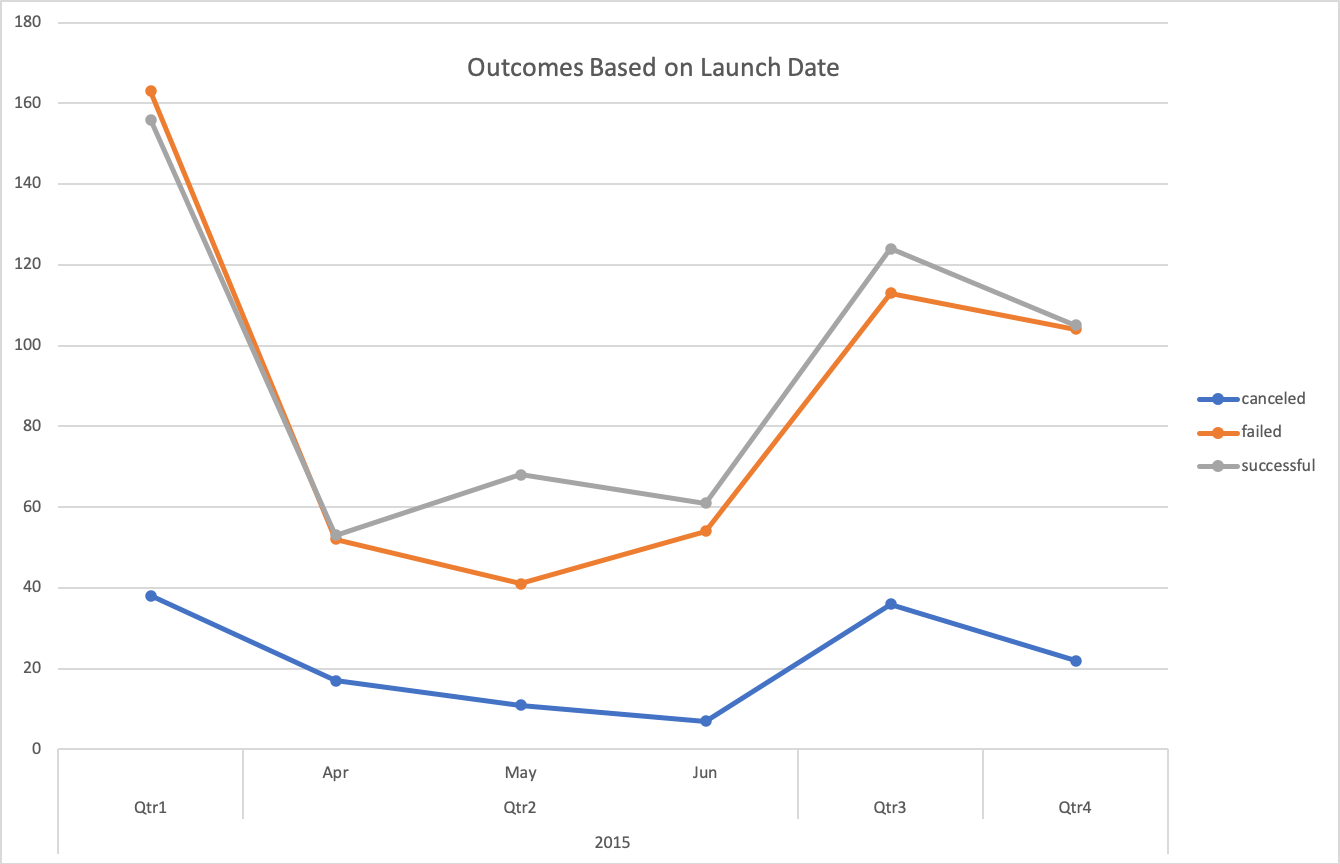 Outcomes Based on Launch Date
180
160
140
120
100
80
60
40
20
0
Apr May Jun
Qtr1 Qtr2 Qtr3 Qtr4
2015
canceled
failed
successful